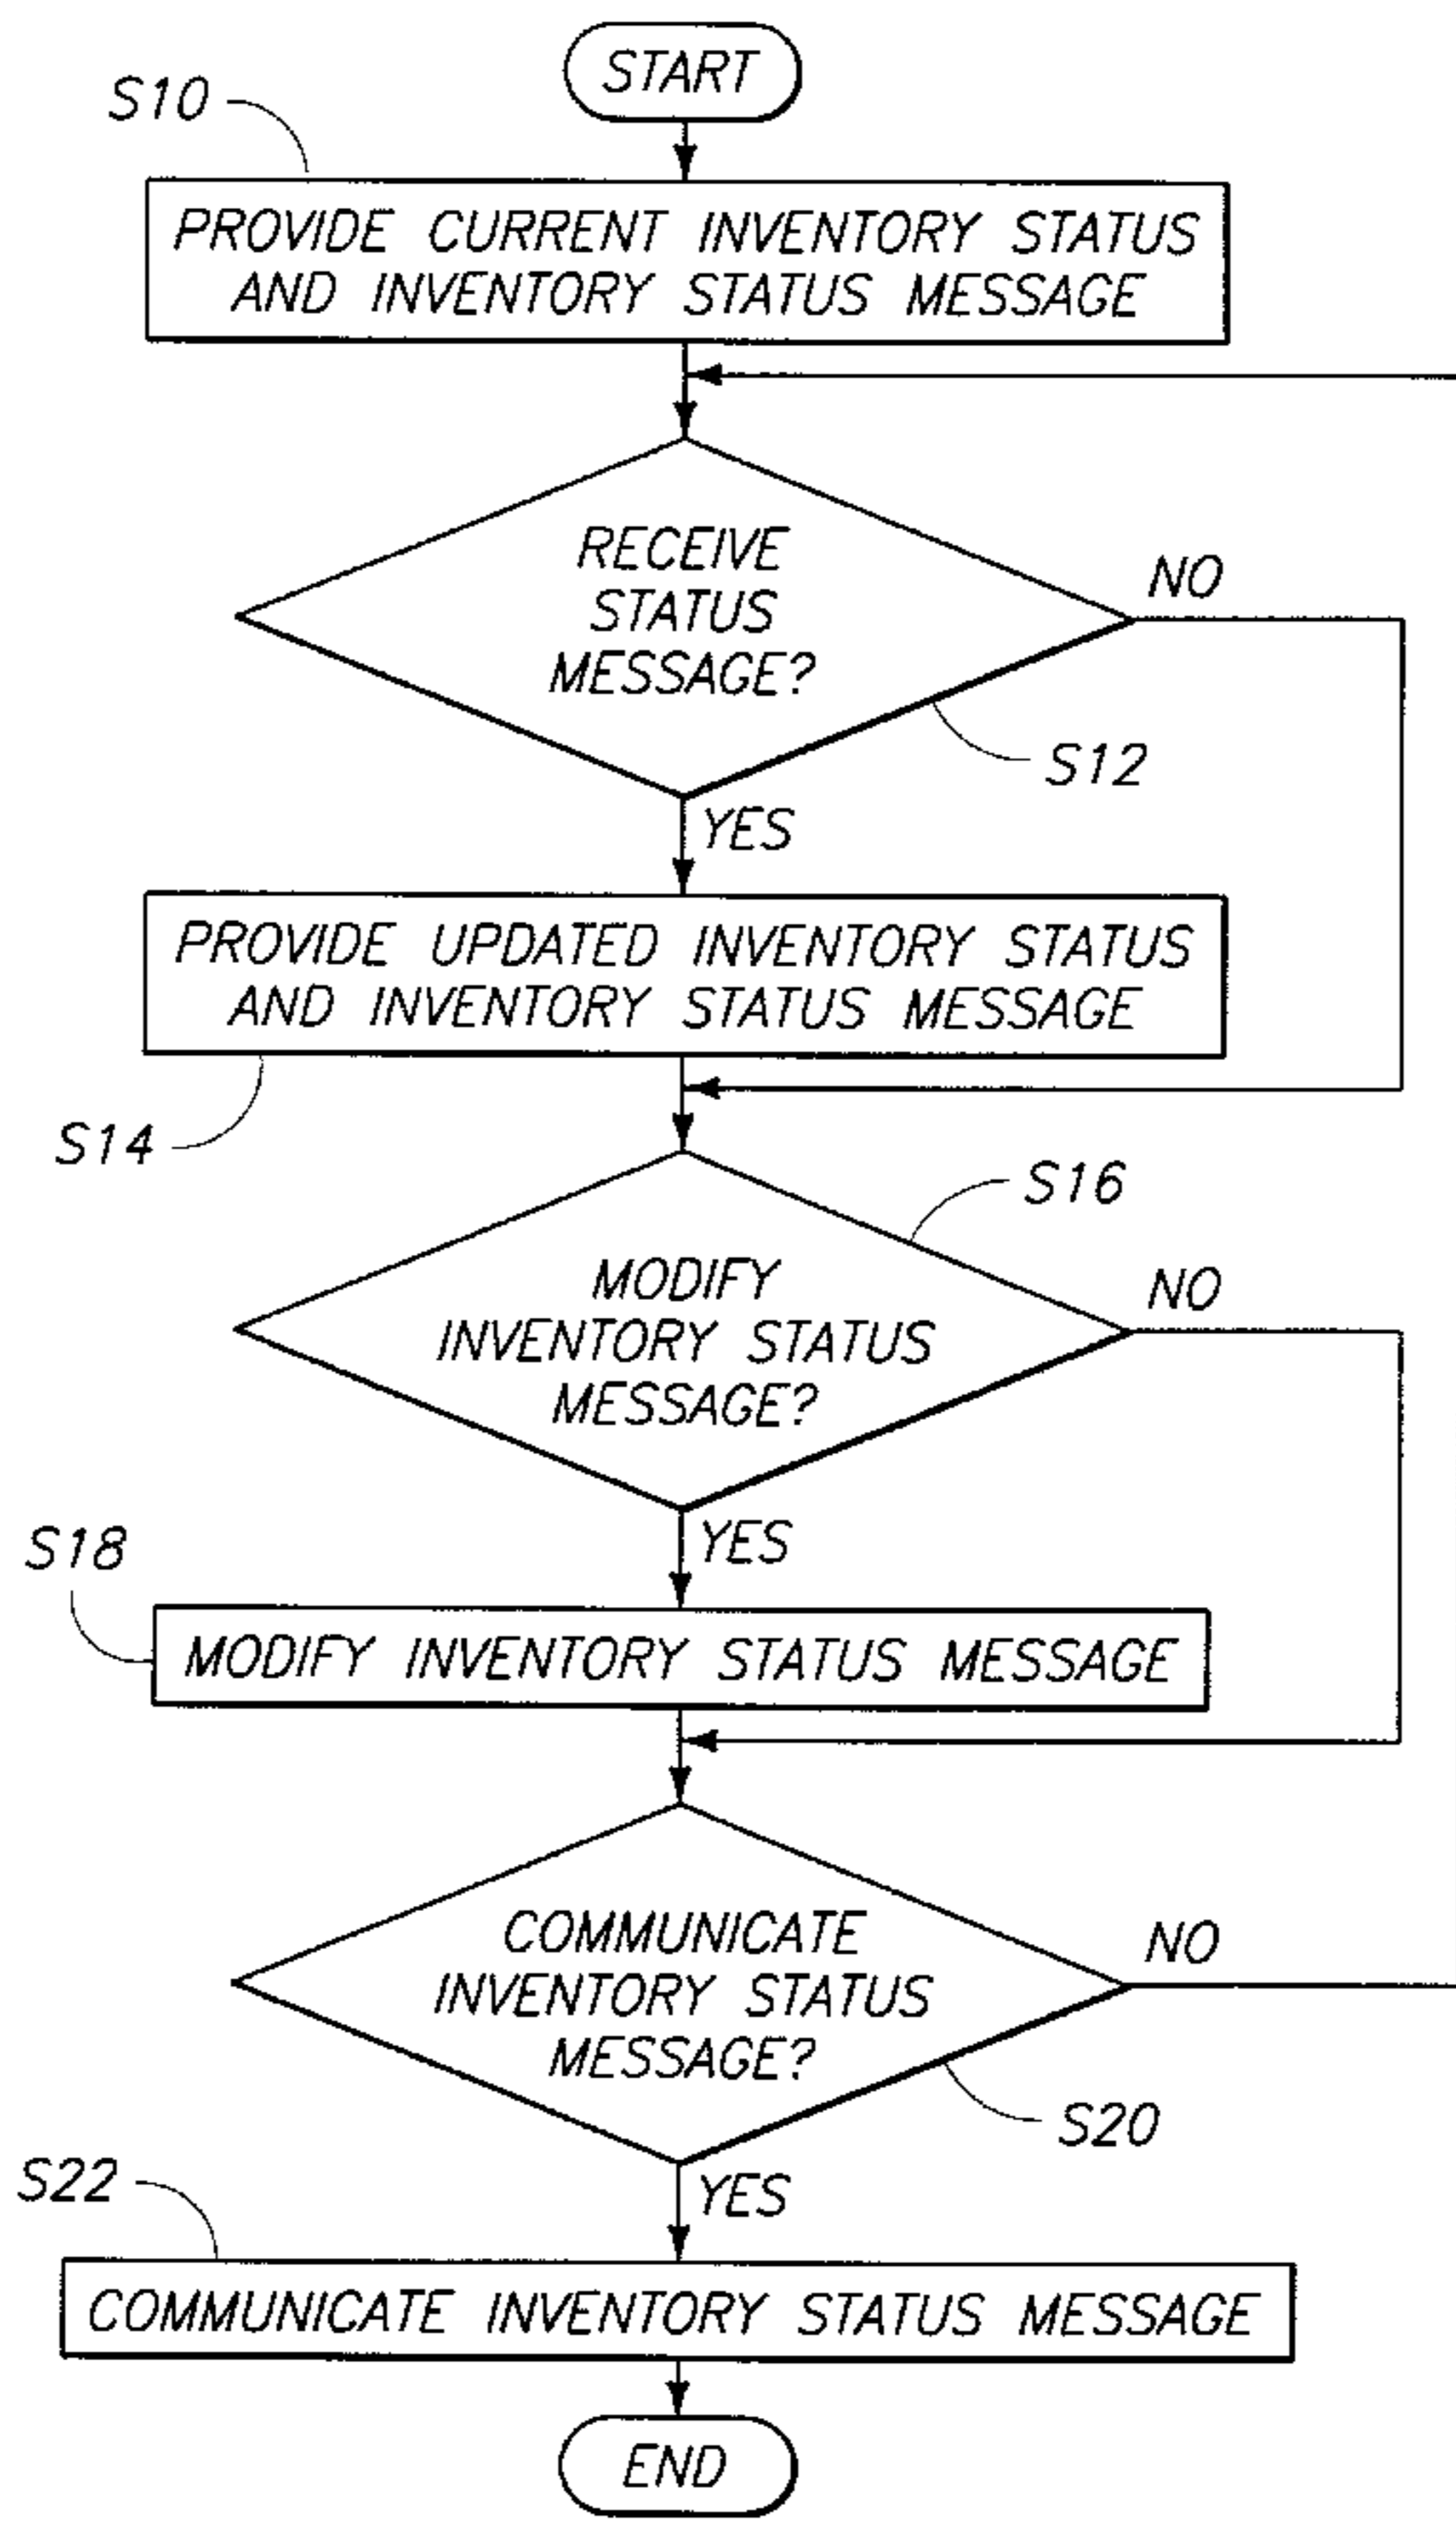 START
S10
PROVIDE CURRENT INVENTORY STATUS
AND INVENTORY STATUS MESSAGE
RECEIVE
STATUS
MESSAGE?
NO
S12
YES
PROVIDE UPDATED INVENTORY STATUS
AND INVENTORY STATUS MESSAGE
S14
S16
MODIFY
INVENTORY STATUS
MESSAGE?
NO
YES
S18
MODIFY INVENTORY STATUS MESSAGE
COMMUNICATE
INVENTORY STATUS
MESSAGE?
NO
S20
YES
S22
COMMUNICATE INVENTORY STATUS MESSAGE
END